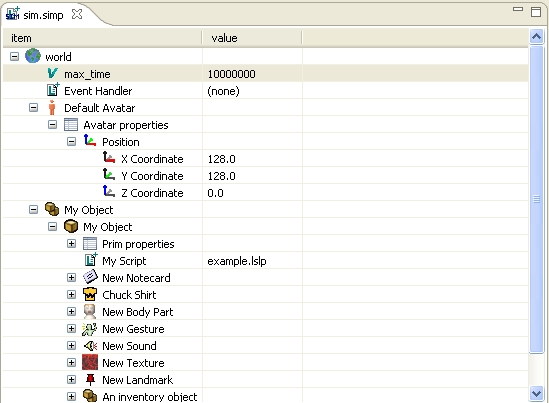 sim.simp
item value
world
max_time 10000000
Event Handler (none)
Default Avatar
Avatar properties
Position
X Coordinate 128.0
Y Coordinate 128.0
Z Coordinate 0.0
My Object
My Object
Prim properties
My Script example.lslp
New Notecard
Chuck Shirt
New Body Part
New Gesture
New Sound
New Texture
New Landmark
An inventory object